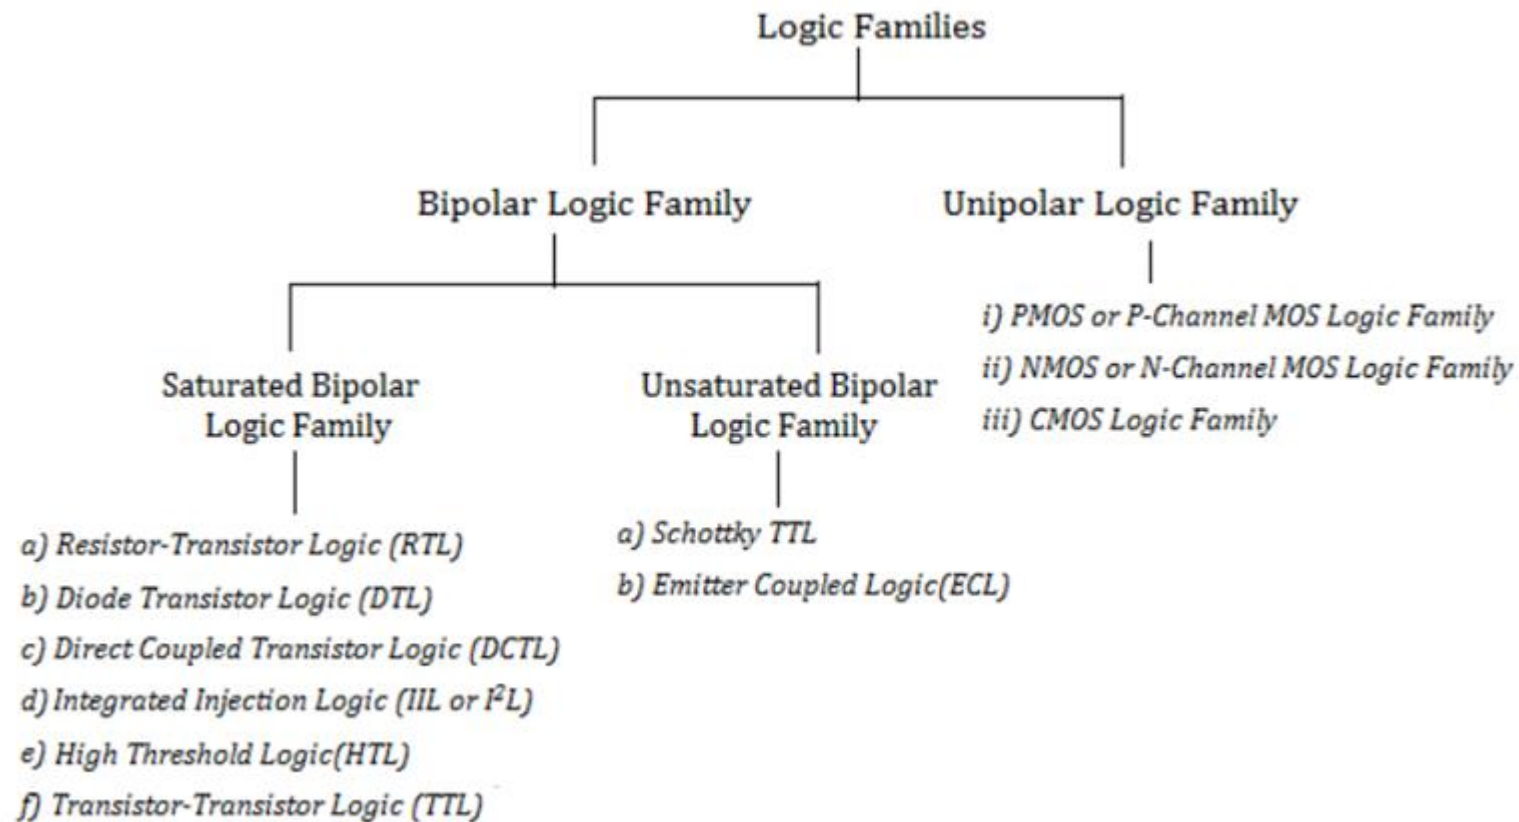 Logic Families
Bipolar Logic Family
Unipolar Logic Family
i) PMOS or P-Channel MOS Logic Family
ii) NMOS or N-Channel MOS Logic Family
iii) CMOS Logic Family
Saturated Bipolar
Logic Family
Unsaturated Bipolar
Logic Family
a) Resistor-Transistor Logic (RTL)
b) Diode Transistor Logic (DTL)
c) Direct Coupled Transistor Logic (DCTL)
d) Integrated Injection Logic (IIL or I²L)
e) High Threshold Logic(HTL)
f) Transistor-Transistor Logic (TTL)
a) Schottky TTL
b) Emitter Coupled Logic(ECL)